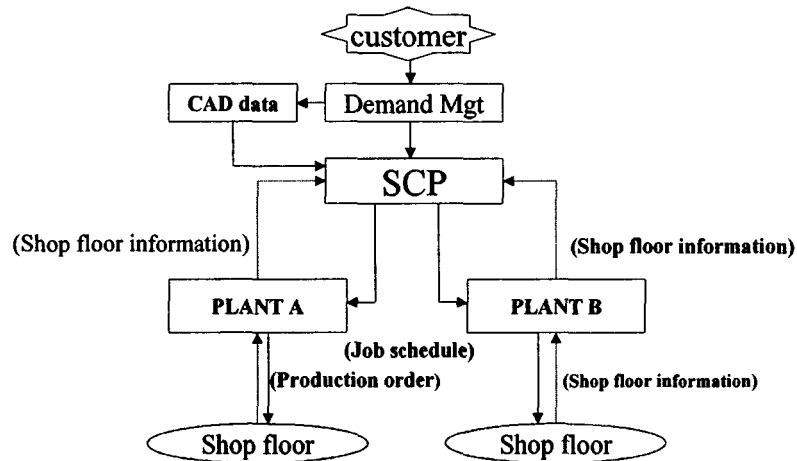 customer
CAD data
Demand Mgt
SCP
(Shop floor information)
(Shop floor information)
PLANT A
PLANT B
(Job schedule)
(Production order)
(Shop floor information)
Shop floor
Shop floor